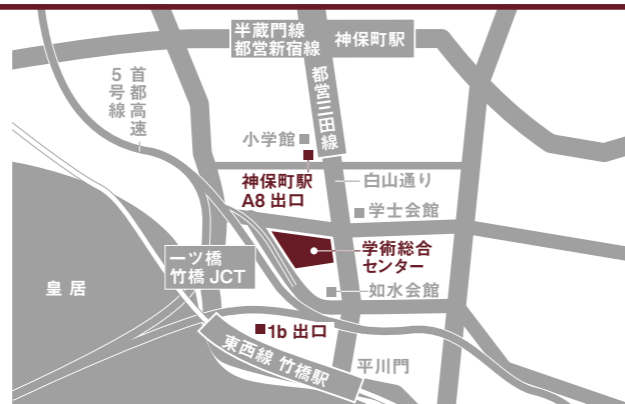 半蔵門線
都営新宿線
神保町駅
都営三田線
首都高速
5号線
小学館
神保町駅
A8 出口
白山通り
学士会館
学術総合
センター
一ツ橋
竹橋 JCT
皇居
如水会館
1b 出口
東西線 竹橋駅
平川門